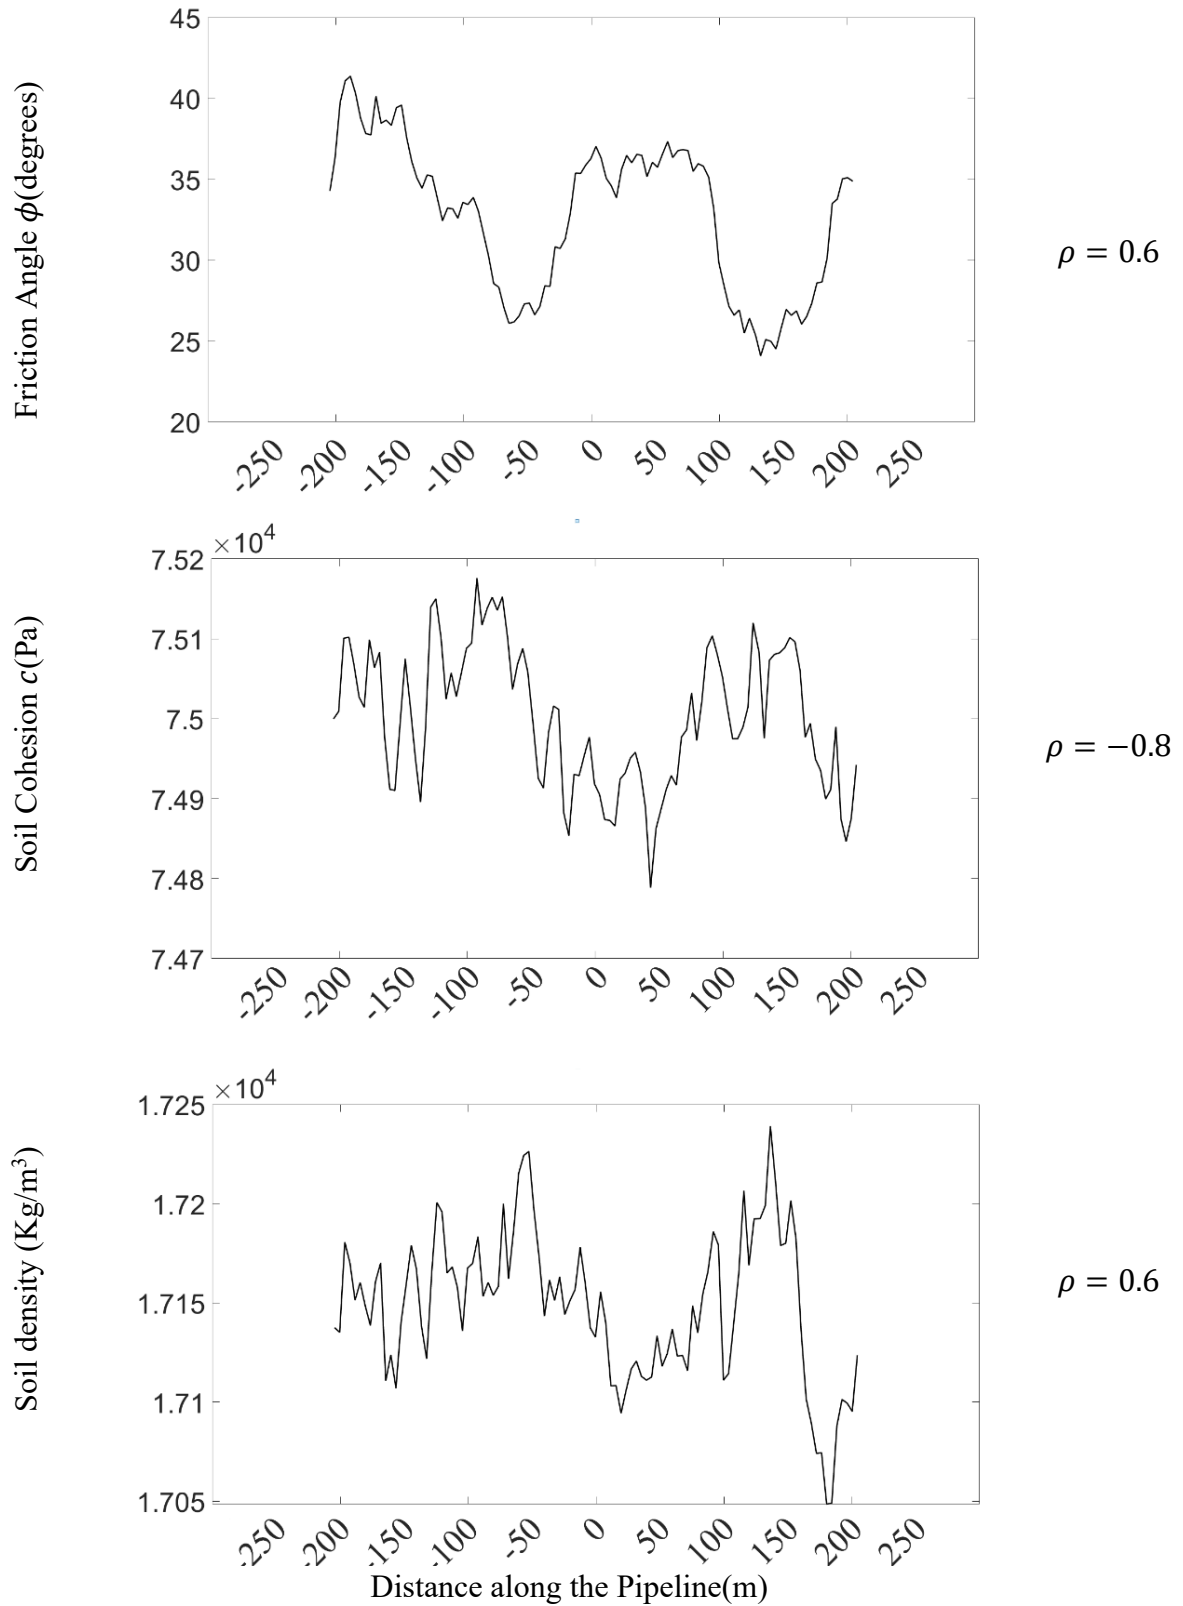 45
40
35
30
25
20
Friction Angle ϕ(degrees)
-250 -200 -150 -100 -50 0 50 100 150 200 250
ρ = 0.6
×10⁴
7.52
7.51
7.5
7.49
7.48
7.47
Soil Cohesion c(Pa)
-250 -200 -150 -100 -50 0 50 100 150 200 250
ρ = −0.8
×10⁴
1.725
1.72
1.715
1.71
1.705
Soil density (Kg/m³)
-250 -200 -150 -100 -50 0 50 100 150 200 250
ρ = 0.6
Distance along the Pipeline(m)